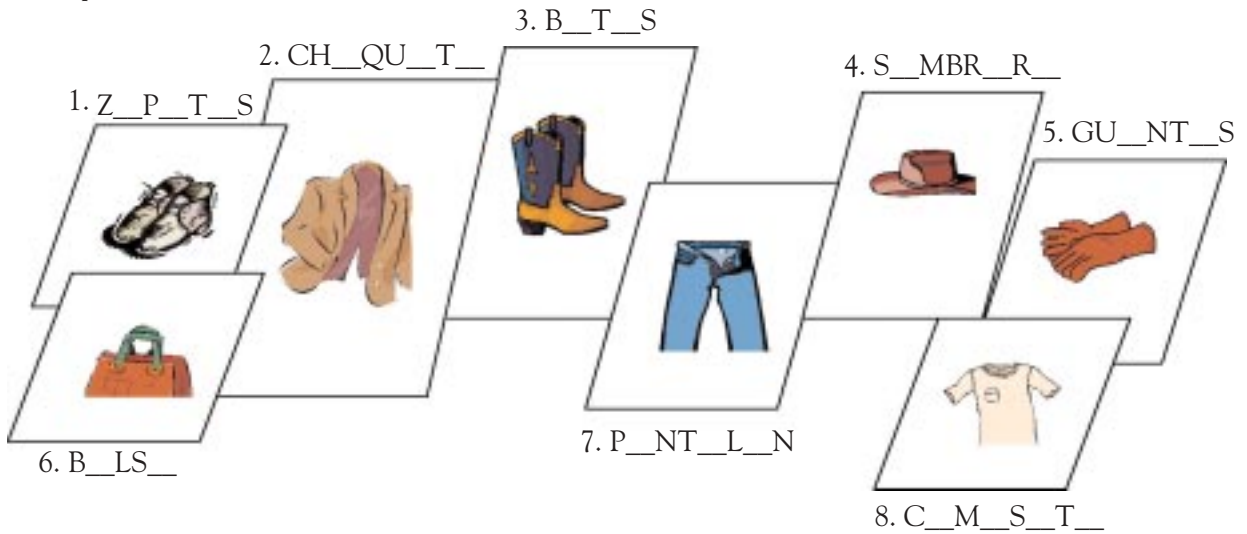 1. Z__P__T__S
2. CH__QU__T__
3. B__T__S
4. S__MBR__R__
5. GU__NT__S
6. B__LS__
7. P__NT__L__N
8. C__M__S__T__